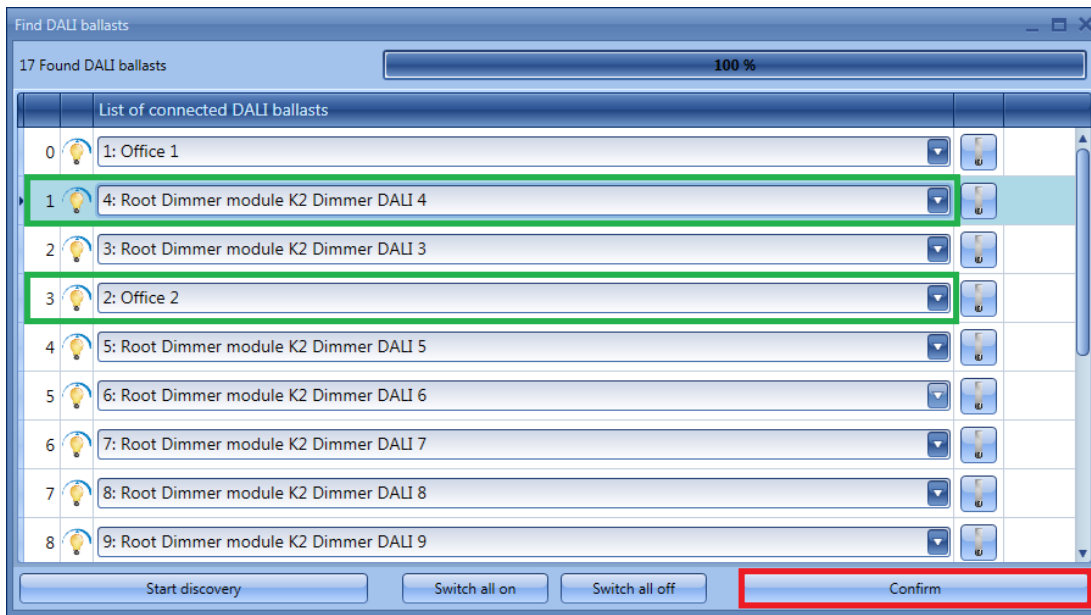 Find DALI ballasts
17 Found DALI ballasts 100 %
List of connected DALI ballasts
0 1: Office 1
1 4: Root Dimmer module K2 Dimmer DALI 4
2 3: Root Dimmer module K2 Dimmer DALI 3
3 2: Office 2
4 5: Root Dimmer module K2 Dimmer DALI 5
5 6: Root Dimmer module K2 Dimmer DALI 6
6 7: Root Dimmer module K2 Dimmer DALI 7
7 8: Root Dimmer module K2 Dimmer DALI 8
8 9: Root Dimmer module K2 Dimmer DALI 9
Start discovery Switch all on Switch all off Confirm